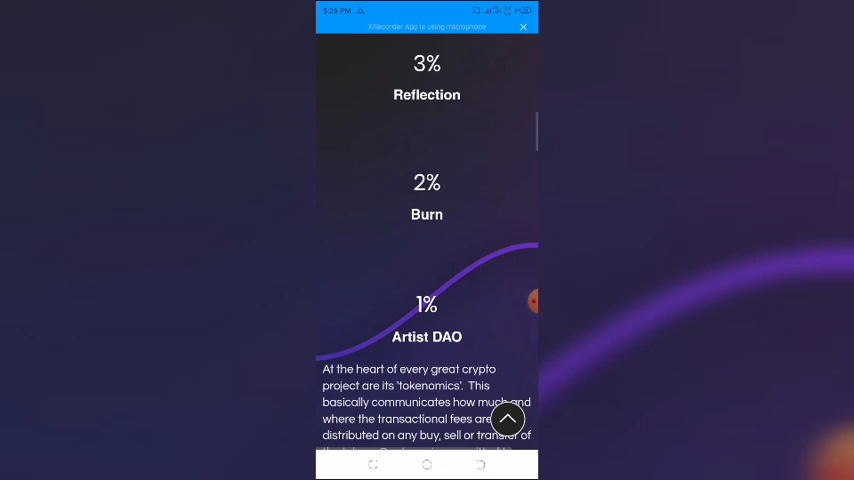 5:26 PM
XRecorder App is using microphone
3%
Reflection
2%
Burn
1%
Artist DAO
At the heart of every great crypto
project are its 'tokenomics'. This
basically communicates how much and
where the transactional fees are
distributed on any buy, sell or transfer of